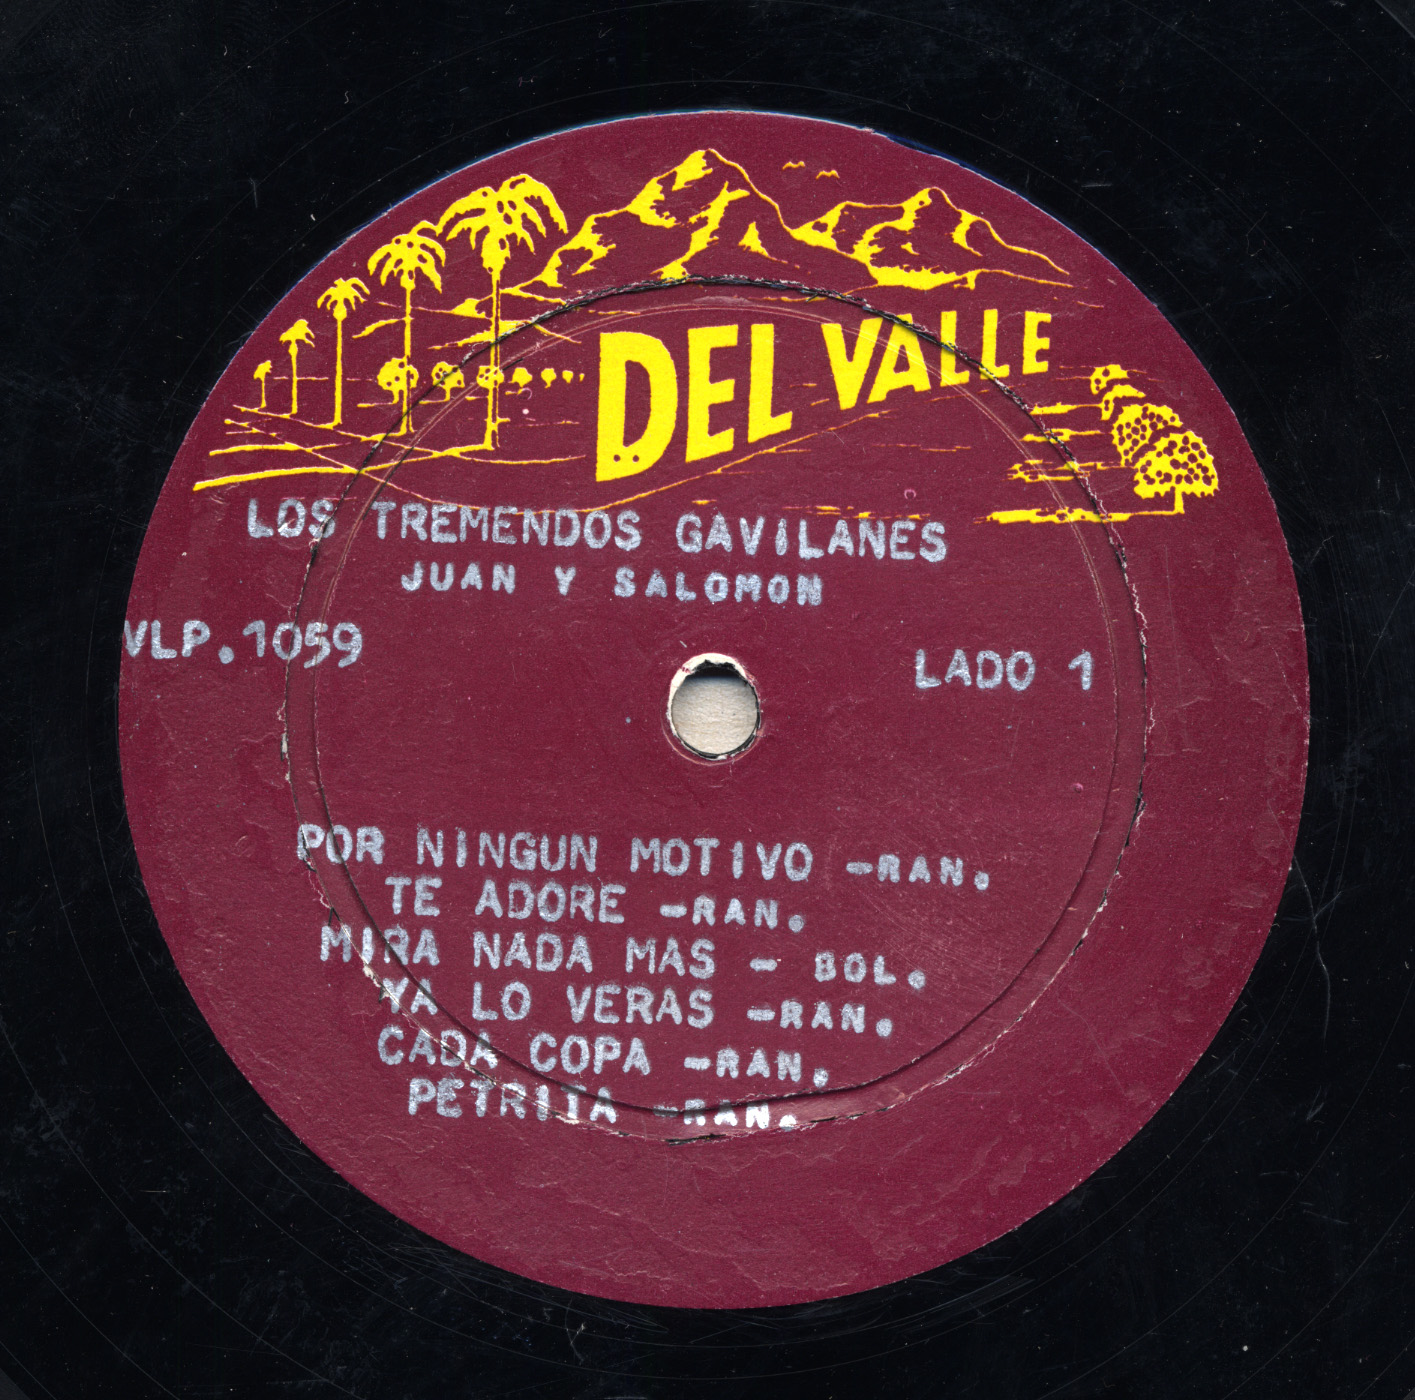 DEL VALLE
LOS TREMENDOS GAVILANES
JUAN Y SALOMON
VLP.1059
LADO 1
POR NINGUN MOTIVO -RAN.
TE ADORE -RAN.
MIRA NADA MAS - BOL.
YA LO VERAS -RAN.
CADA COPA -RAN.
PETRITA -RAN.